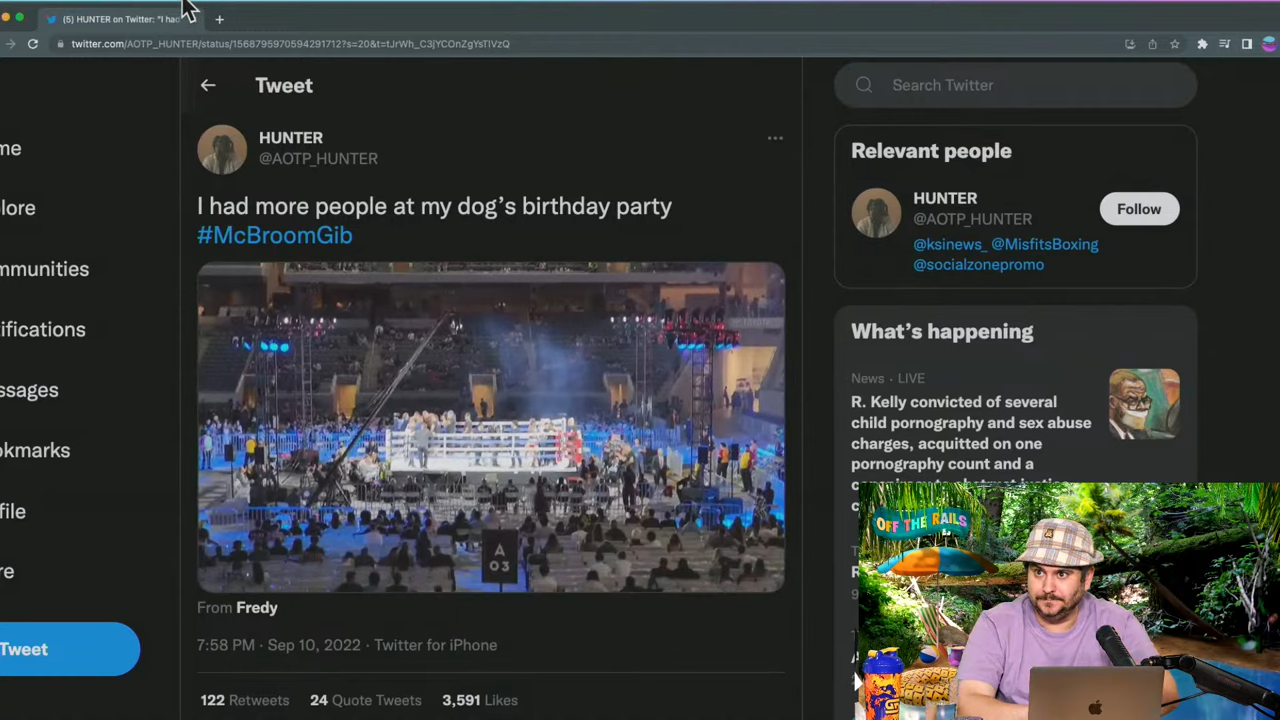 (5) HUNTER on Twitter: "I had
twitter.com/AOTP_HUNTER/status/1568795970594291712?s=20&t=tJrWh_C3jYCOnZgYsTlVzQ
Tweet
HUNTER
@AOTP_HUNTER
I had more people at my dog's birthday party
#McBroomGib
A
03
From Fredy
7:58 PM · Sep 10, 2022 · Twitter for iPhone
122 Retweets
24 Quote Tweets
3,591 Likes
me
lore
mmunities
ifications
ssages
okmarks
file
re
Tweet
Search Twitter
Relevant people
HUNTER
@AOTP_HUNTER
Follow
@ksinews_ @MisfitsBoxing
@socialzonepromo
What's happening
News · LIVE
R. Kelly convicted of several
child pornography and sex abuse
charges, acquitted on one
pornography count and a
OFF THE RAILS